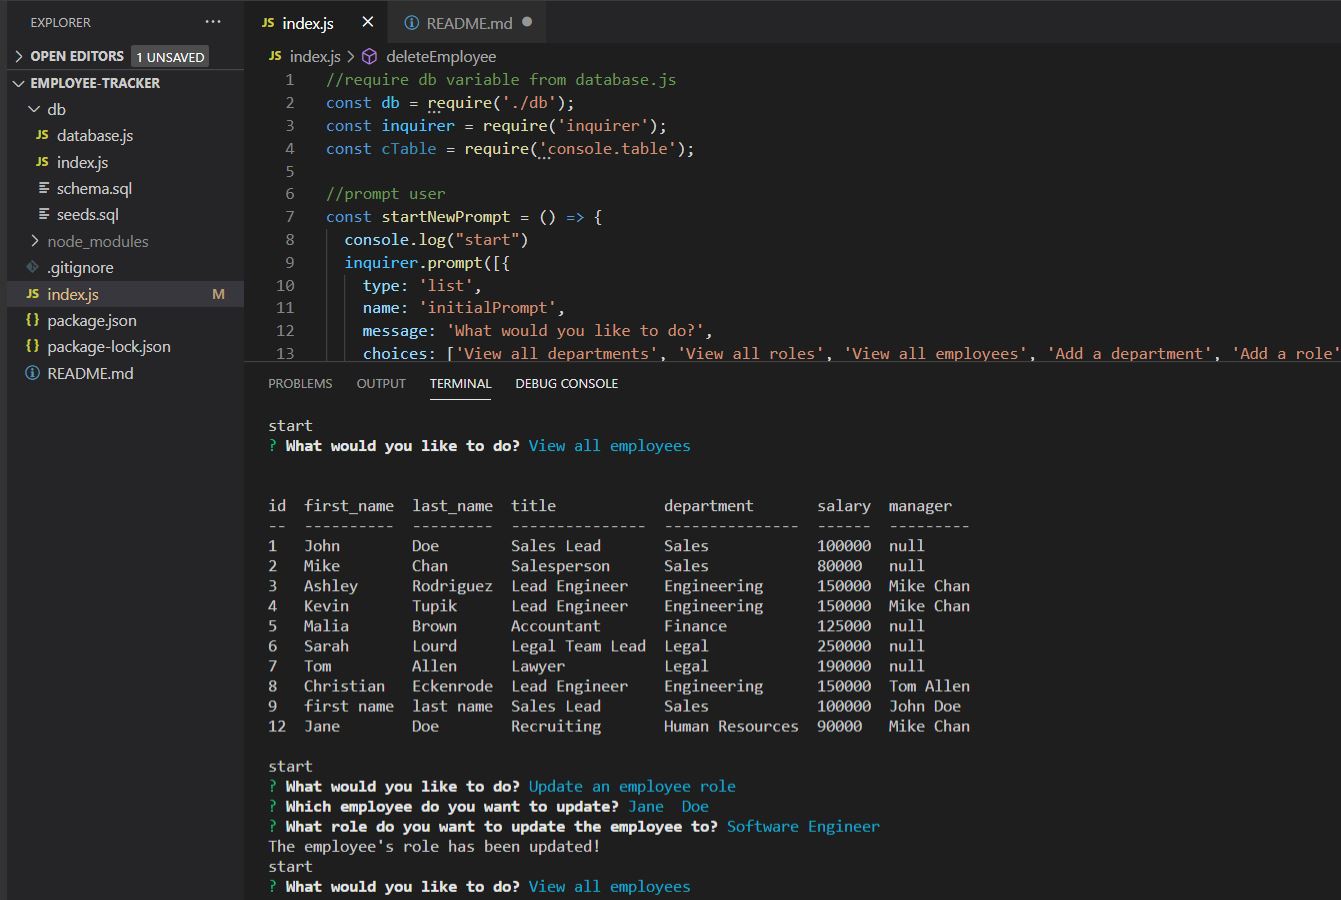 EXPLORER ···
OPEN EDITORS 1 UNSAVED
EMPLOYEE-TRACKER
db
JS database.js
JS index.js
schema.sql
seeds.sql
node_modules
.gitignore
JS index.js M
{} package.json
{} package-lock.json
README.md
JS index.js README.md
JS index.js > deleteEmployee
1 //require db variable from database.js
2 const db = require('./db');
3 const inquirer = require('inquirer');
4 const cTable = require('console.table');
5
6 //prompt user
7 const startNewPrompt = () => {
8 console.log("start")
9 inquirer.prompt([{
10 type: 'list',
11 name: 'initialPrompt',
12 message: 'What would you like to do?',
13 choices: ['View all departments', 'View all roles', 'View all employees', 'Add a department', 'Add a role'
PROBLEMS OUTPUT TERMINAL DEBUG CONSOLE
start
? What would you like to do? View all employees
id first_name last_name title department salary manager
-- ---------- --------- --------------- --------------- ------ ---------
1 John Doe Sales Lead Sales 100000 null
2 Mike Chan Salesperson Sales 80000 null
3 Ashley Rodriguez Lead Engineer Engineering 150000 Mike Chan
4 Kevin Tupik Lead Engineer Engineering 150000 Mike Chan
5 Malia Brown Accountant Finance 125000 null
6 Sarah Lourd Legal Team Lead Legal 250000 null
7 Tom Allen Lawyer Legal 190000 null
8 Christian Eckenrode Lead Engineer Engineering 150000 Tom Allen
9 first name last name Sales Lead Sales 100000 John Doe
12 Jane Doe Recruiting Human Resources 90000 Mike Chan
start
? What would you like to do? Update an employee role
? Which employee do you want to update? Jane  Doe
? What role do you want to update the employee to? Software Engineer
The employee's role has been updated!
start
? What would you like to do? View all employees